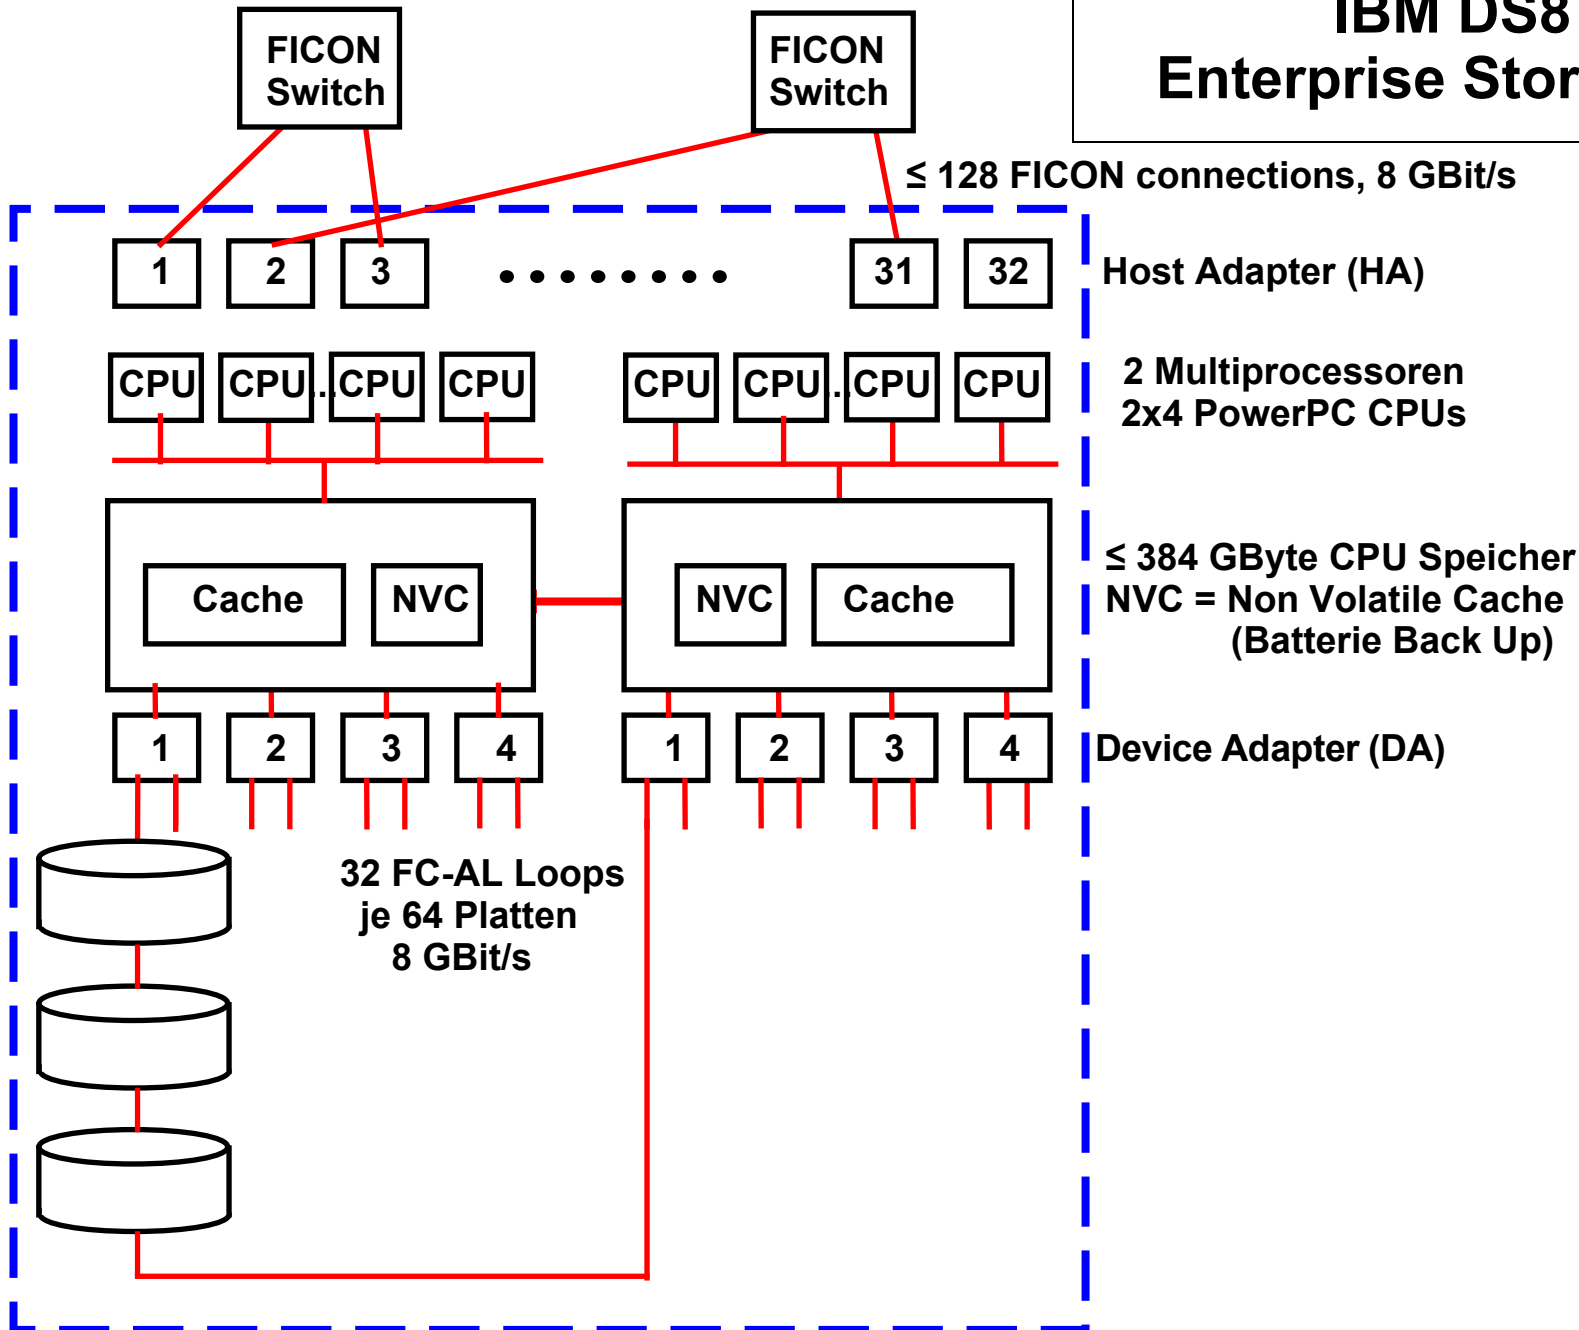 IBM DS8
Enterprise Stor
FICON
Switch
FICON
Switch
≤ 128 FICON connections, 8 GBit/s
1 2 3 ........ 31 32 Host Adapter (HA)
CPU CPU...CPU CPU CPU CPU...CPU CPU
2 Multiprocessoren
2x4 PowerPC CPUs
Cache NVC NVC Cache
≤ 384 GByte CPU Speicher
NVC = Non Volatile Cache
(Batterie Back Up)
1 2 3 4 1 2 3 4 Device Adapter (DA)
32 FC-AL Loops
je 64 Platten
8 GBit/s